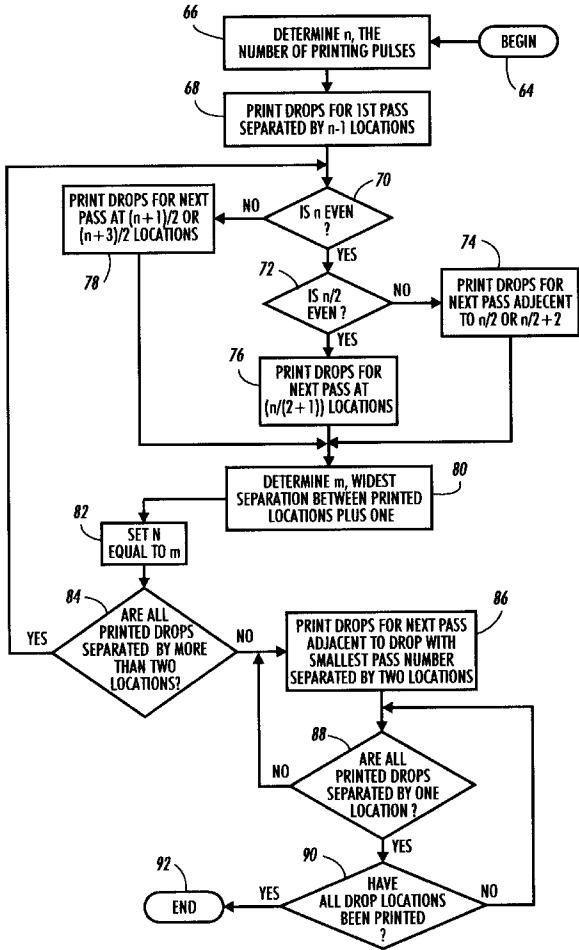 66
DETERMINE n, THE
NUMBER OF PRINTING PULSES
BEGIN
64
68
PRINT DROPS FOR 1ST PASS
SEPARATED BY n-1 LOCATIONS
70
IS n EVEN
?
NO
YES
PRINT DROPS FOR NEXT
PASS AT (n+1)/2 OR
(n+3)/2 LOCATIONS
78
72
IS n/2
EVEN ?
NO
YES
74
PRINT DROPS FOR
NEXT PASS ADJECENT
TO n/2 OR n/2+2
76
PRINT DROPS FOR
NEXT PASS AT
(n/(2+1)) LOCATIONS
80
DETERMINE m, WIDEST
SEPARATION BETWEEN PRINTED
LOCATIONS PLUS ONE
82
SET N
EQUAL TO m
84
ARE ALL
PRINTED DROPS
SEPARATED BY MORE
THAN TWO
LOCATIONS?
YES
NO
86
PRINT DROPS FOR NEXT PASS
ADJACENT TO DROP WITH
SMALLEST PASS NUMBER
SEPARATED BY TWO LOCATIONS
88
ARE ALL
PRINTED DROPS
SEPARATED BY ONE
LOCATION ?
NO
YES
90
HAVE
ALL DROP LOCATIONS
BEEN PRINTED
?
NO
YES
92
END